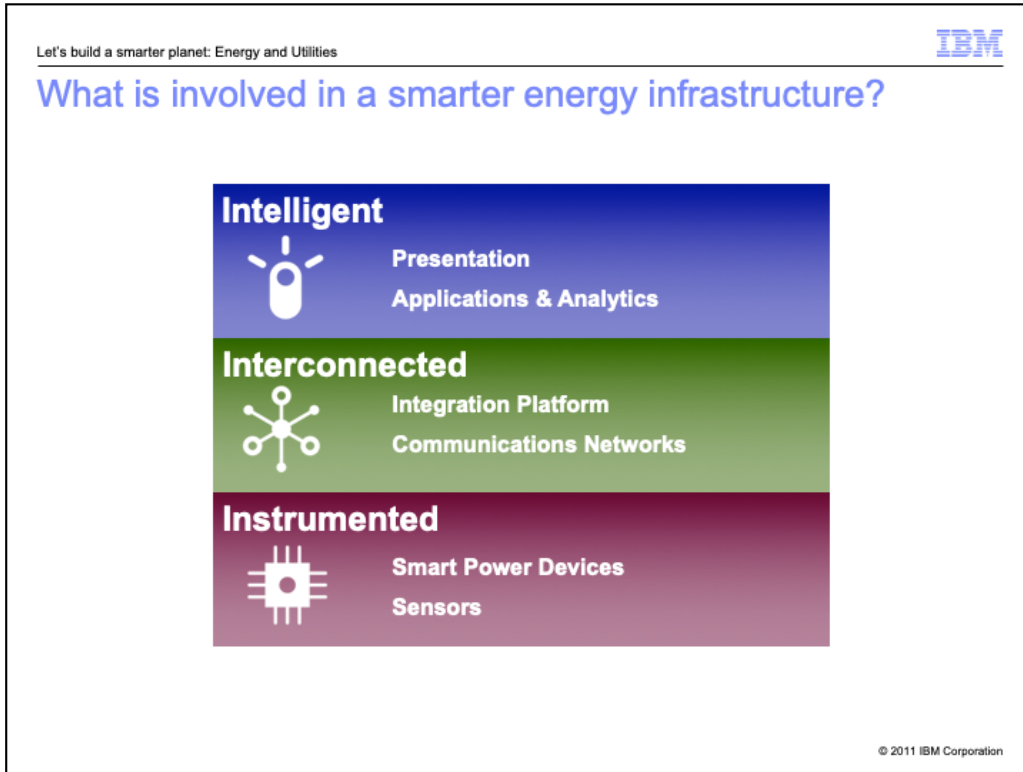 Let's build a smarter planet: Energy and Utilities
IBM
What is involved in a smarter energy infrastructure?
Intelligent
Presentation
Applications & Analytics
Interconnected
Integration Platform
Communications Networks
Instrumented
Smart Power Devices
Sensors
© 2011 IBM Corporation